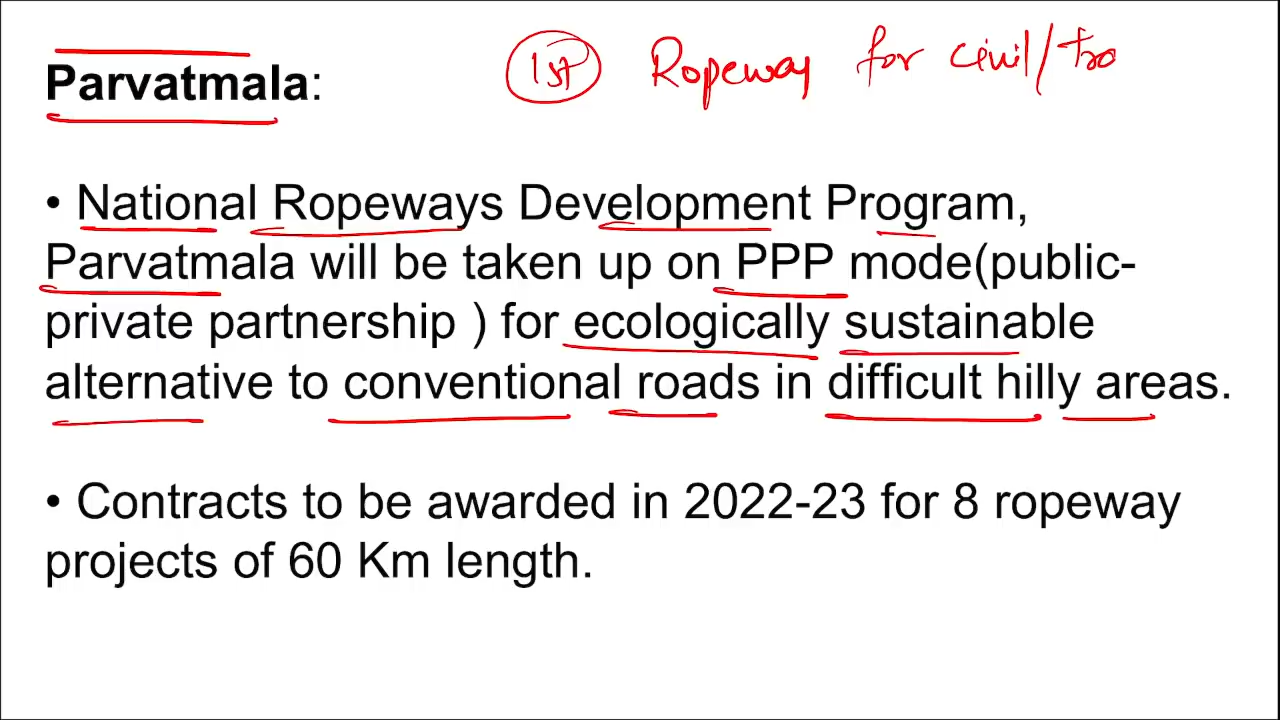 1st Ropeway for civil/tro
Parvatmala:
• National Ropeways Development Program,
Parvatmala will be taken up on PPP mode(public-
private partnership ) for ecologically sustainable
alternative to conventional roads in difficult hilly areas.
• Contracts to be awarded in 2022-23 for 8 ropeway
projects of 60 Km length.